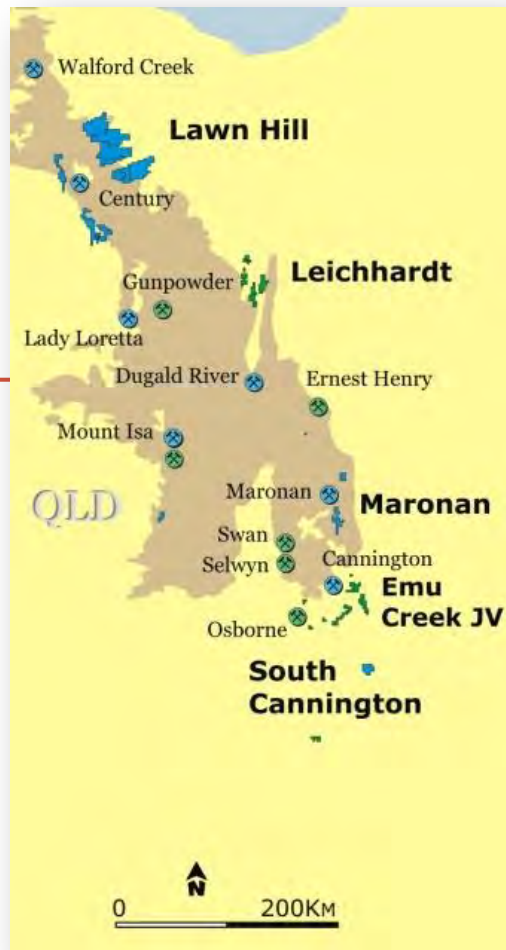 Walford Creek
Lawn Hill
Century
Leichhardt
Gunpowder
Lady Loretta
Dugald River
Ernest Henry
Mount Isa
Maronan
QLD
Maronan
Swan
Cannington
Selwyn
Emu
Creek JV
Osborne
South
Cannington
N
0 200KM